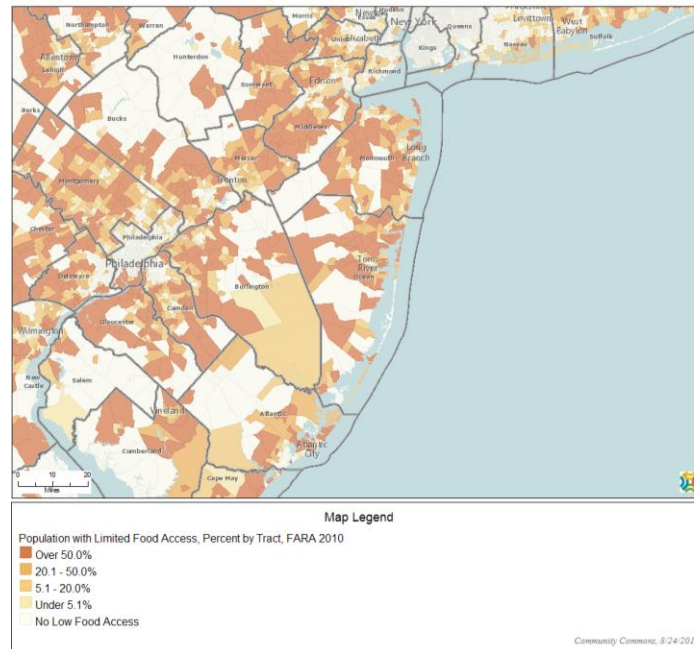 Northampton
Warren
Morris
Essex
Hudson
New York
Queens
Levittown
West
Babylon
Suffolk
Nassau
Union
Elizabeth
Kings
Allentown
Lehigh
Hunterdon
Somerset
Edison
Richmond
Berks
Bucks
Middlesex
Mercer
Trenton
Monmouth
Long
Branch
Montgomery
Chester
Philadelphia
Philadelphia
Delaware
Toms
River
Ocean
Burlington
Camden
Gloucester
Wilmington
New
Castle
Salem
Vineland
Atlantic
Atlantic
City
Cumberland
Cape May
0 10 20
Miles
Map Legend
Population with Limited Food Access, Percent by Tract, FARA 2010
Over 50.0%
20.1 - 50.0%
5.1 - 20.0%
Under 5.1%
No Low Food Access
Community Commons, 8/24/201